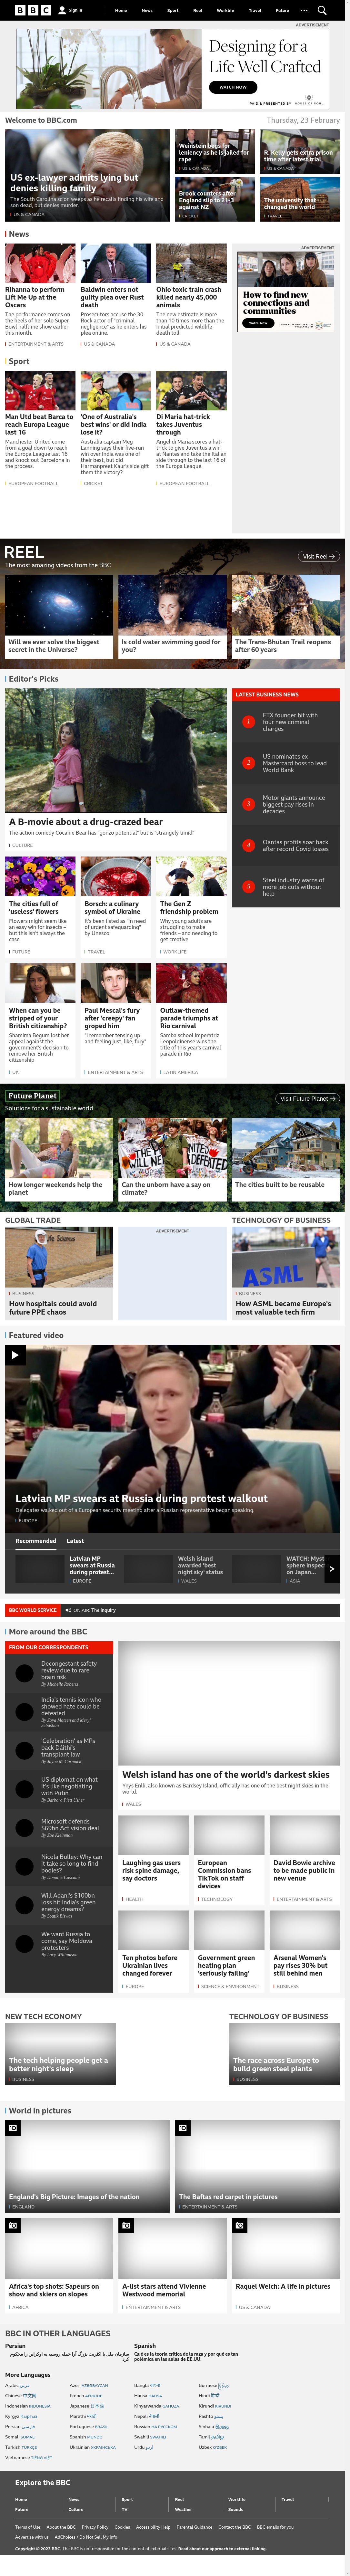 BBC
Sign in
Home News Sport Reel Worklife Travel Future
ADVERTISEMENT
Designing for a
Life Well Crafted
WATCH NOW
PAID & PRESENTED BY
Welcome to BBC.com
Thursday, 23 February
US ex-lawyer admits lying but
denies killing family
The South Carolina scion weeps as he recalls finding his wife and
son dead, but denies murder.
US & CANADA
Weinstein begs for
leniency as he is jailed for
rape
US & CANADA
R. Kelly gets extra prison
time after latest trial
US & CANADA
Brook counters after
England slip to 21-3
against NZ
CRICKET
The university that
changed the world
TRAVEL
News
Rihanna to perform
Lift Me Up at the
Oscars
The performance comes on
the heels of her solo Super
Bowl halftime show earlier
this month.
ENTERTAINMENT & ARTS
Baldwin enters not
guilty plea over Rust
death
Prosecutors accuse the 30
Rock actor of "criminal
negligence" as he enters his
plea online.
US & CANADA
Ohio toxic train crash
killed nearly 45,000
animals
The new estimate is more
than 10 times more than the
initial predicted wildlife
death toll.
US & CANADA
ADVERTISEMENT
How to find new
connections and
communities
WATCH NOW
Sport
Man Utd beat Barca to
reach Europa League
last 16
Manchester United come
from a goal down to reach
the Europa League last 16
and knock out Barcelona in
the process.
EUROPEAN FOOTBALL
'One of Australia's
best wins' or did India
lose it?
Australia captain Meg
Lanning says their five-run
win over India was one of
their best, but did
Harmanpreet Kaur's side gift
them the victory?
CRICKET
Di Maria hat-trick
takes Juventus
through
Angel di Maria scores a hat-
trick to give Juventus a win
at Nantes and take the Italian
side through to the last 16 of
the Europa League.
EUROPEAN FOOTBALL
REEL
The most amazing videos from the BBC
Visit Reel
Will we ever solve the biggest
secret in the Universe?
Is cold water swimming good for
you?
The Trans-Bhutan Trail reopens
after 60 years
Editor's Picks
A B-movie about a drug-crazed bear
The action comedy Cocaine Bear has "gonzo potential" but is "strangely timid"
CULTURE
LATEST BUSINESS NEWS
1
FTX founder hit with
four new criminal
charges
2
US nominates ex-
Mastercard boss to lead
World Bank
3
Motor giants announce
biggest pay rises in
decades
4
Qantas profits soar back
after record Covid losses
5
Steel industry warns of
more job cuts without
help
The cities full of
'useless' flowers
Flowers might seem like
an easy win for insects –
but this isn't always the
case
FUTURE
Borsch: a culinary
symbol of Ukraine
It's been listed as "in need
of urgent safeguarding"
by Unesco
TRAVEL
The Gen Z
friendship problem
Why young adults are
struggling to make
friends – and needing to
get creative
WORKLIFE
When can you be
stripped of your
British citizenship?
Shamima Begum lost her
appeal against the
government's decision to
remove her British
citizenship
UK
Paul Mescal's fury
after 'creepy' fan
groped him
"I remember tensing up
and feeling just, like, fury"
ENTERTAINMENT & ARTS
Outlaw-themed
parade triumphs at
Rio carnival
Samba school Imperatriz
Leopoldinense wins the
title of this year's carnival
parade in Rio
LATIN AMERICA
Future Planet
Solutions for a sustainable world
Visit Future Planet
How longer weekends help the
planet
Can the unborn have a say on
climate?
The cities built to be reusable
GLOBAL TRADE
BUSINESS
How hospitals could avoid
future PPE chaos
ADVERTISEMENT
TECHNOLOGY OF BUSINESS
ASML
BUSINESS
How ASML became Europe's
most valuable tech firm
Featured video
Latvian MP swears at Russia during protest walkout
Delegates walked out of a European security meeting after a Russian representative began speaking.
EUROPE
Recommended Latest
Latvian MP
swears at Russia
during protest...
EUROPE
Welsh island
awarded 'best
night sky' status
WALES
WATCH: Myst
sphere inspec
on Japan...
ASIA
BBC WORLD SERVICE
ON AIR: The Inquiry
More around the BBC
FROM OUR CORRESPONDENTS
Decongestant safety
review due to rare
brain risk
By Michelle Roberts
India's tennis icon who
showed hate could be
defeated
By Zoya Mateen and Meryl
Sebastian
'Celebration' as MPs
back Dáithí's
transplant law
By Jayne McCormack
US diplomat on what
it's like negotiating
with Putin
By Barbara Plett Usher
Microsoft defends
$69bn Activision deal
By Zoe Kleinman
Nicola Bulley: Why can
it take so long to find
bodies?
By Dominic Casciani
Will Adani's $100bn
loss hit India's green
energy dreams?
By Soutik Biswas
We want Russia to
come, say Moldova
protesters
By Lucy Williamson
Welsh island has one of the world's darkest skies
Ynys Enlli, also known as Bardsey Island, officially has one of the best night skies in the
world.
WALES
Laughing gas users
risk spine damage,
say doctors
HEALTH
European
Commission bans
TikTok on staff
devices
TECHNOLOGY
David Bowie archive
to be made public in
new venue
ENTERTAINMENT & ARTS
Ten photos before
Ukrainian lives
changed forever
EUROPE
Government green
heating plan
'seriously failing'
SCIENCE & ENVIRONMENT
Arsenal Women's
pay rises 30% but
still behind men
BUSINESS
NEW TECH ECONOMY
The tech helping people get a
better night's sleep
BUSINESS
TECHNOLOGY OF BUSINESS
The race across Europe to
build green steel plants
BUSINESS
World in pictures
England's Big Picture: Images of the nation
ENGLAND
The Baftas red carpet in pictures
ENTERTAINMENT & ARTS
Africa's top shots: Sapeurs on
show and skiers on slopes
AFRICA
A-list stars attend Vivienne
Westwood memorial
ENTERTAINMENT & ARTS
Raquel Welch: A life in pictures
US & CANADA
BBC IN OTHER LANGUAGES
Persian
سازمان ملل با اکثریت بزرگ آرا حمله روسیه به اوکراین را محکوم
کرد
Spanish
Qué es la teoría crítica de la raza y por qué es tan
polémica en las aulas de EE.UU.
More Languages
Arabic عربي
Azeri AZƏRBAYCAN
Bangla বাংলা
Burmese
Chinese 中文网
French AFRIQUE
Hausa HAUSA
Hindi हिन्दी
Indonesian INDONESIA
Japanese 日本語
Kinyarwanda GAHUZA
Kirundi KIRUNDI
Kyrgyz Кыргыз
Marathi मराठी
Nepali नेपाली
Pashto پښتو
Persian فارسی
Portuguese BRASIL
Russian НА РУССКОМ
Sinhala සිංහල
Somali SOMALI
Spanish MUNDO
Swahili SWAHILI
Tamil தமிழ்
Turkish TÜRKÇE
Ukrainian УКРАЇНСЬКА
Urdu اردو
Uzbek O'ZBEK
Vietnamese TIẾNG VIỆT
Explore the BBC
Home News Sport Reel Worklife Travel
Future Culture TV Weather Sounds
Terms of Use About the BBC Privacy Policy Cookies Accessibility Help Parental Guidance Contact the BBC BBC emails for you
Advertise with us AdChoices / Do Not Sell My Info
Copyright © 2023 BBC. The BBC is not responsible for the content of external sites. Read about our approach to external linking.